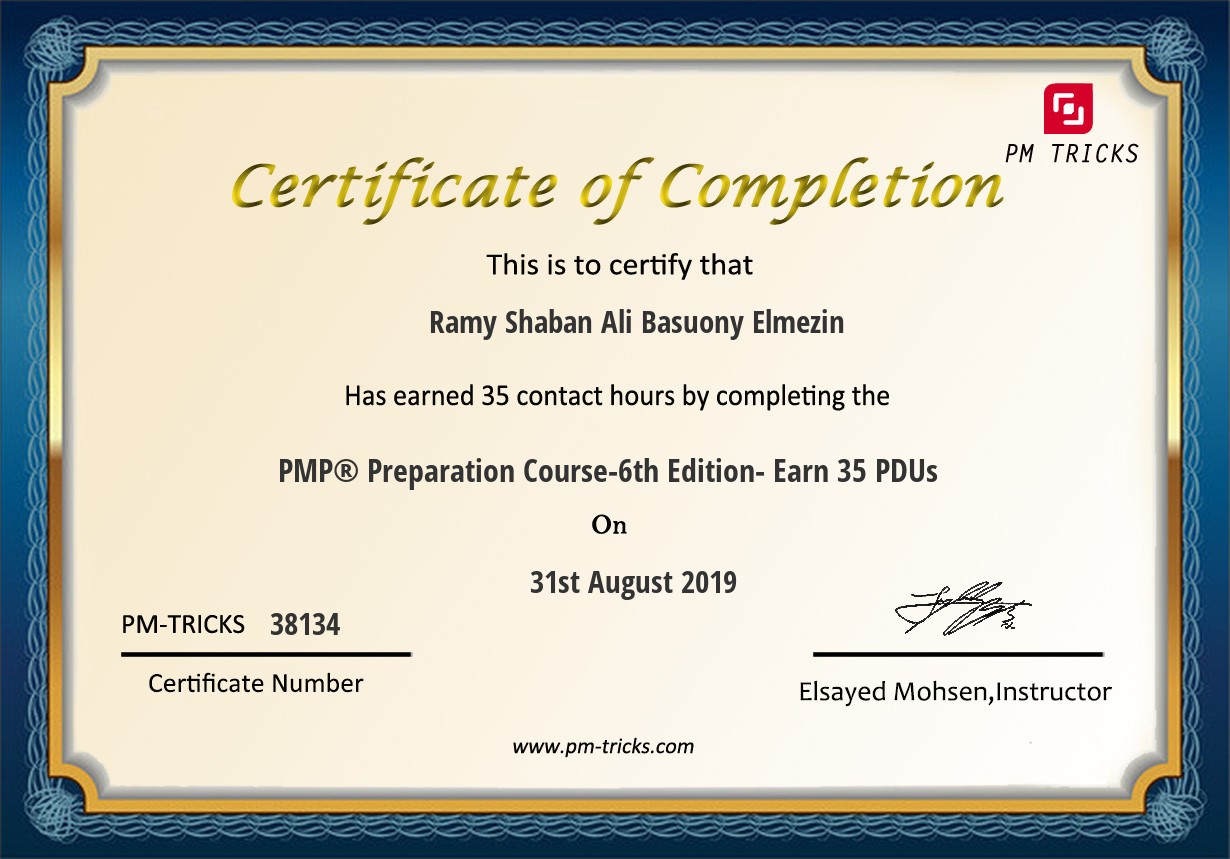 PM TRICKS
Certificate of Completion
This is to certify that
Ramy Shaban Ali Basuony Elmezin
Has earned 35 contact hours by completing the
PMP® Preparation Course-6th Edition- Earn 35 PDUs
On
31st August 2019
PM-TRICKS 38134
Certificate Number
Elsayed Mohsen,Instructor
www.pm-tricks.com